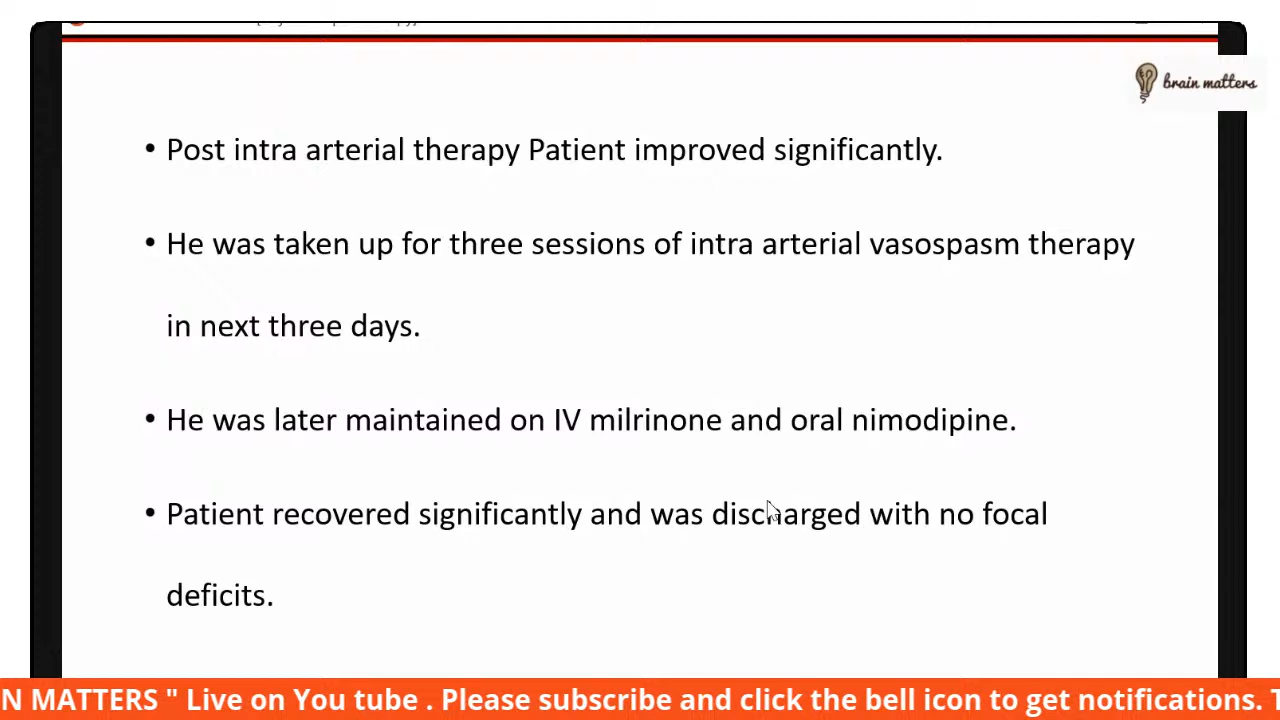 brain matters
• Post intra arterial therapy Patient improved significantly.
• He was taken up for three sessions of intra arterial vasospasm therapy
in next three days.
• He was later maintained on IV milrinone and oral nimodipine.
• Patient recovered significantly and was discharged with no focal
deficits.
N MATTERS " Live on You tube . Please subscribe and click the bell icon to get notifications. T